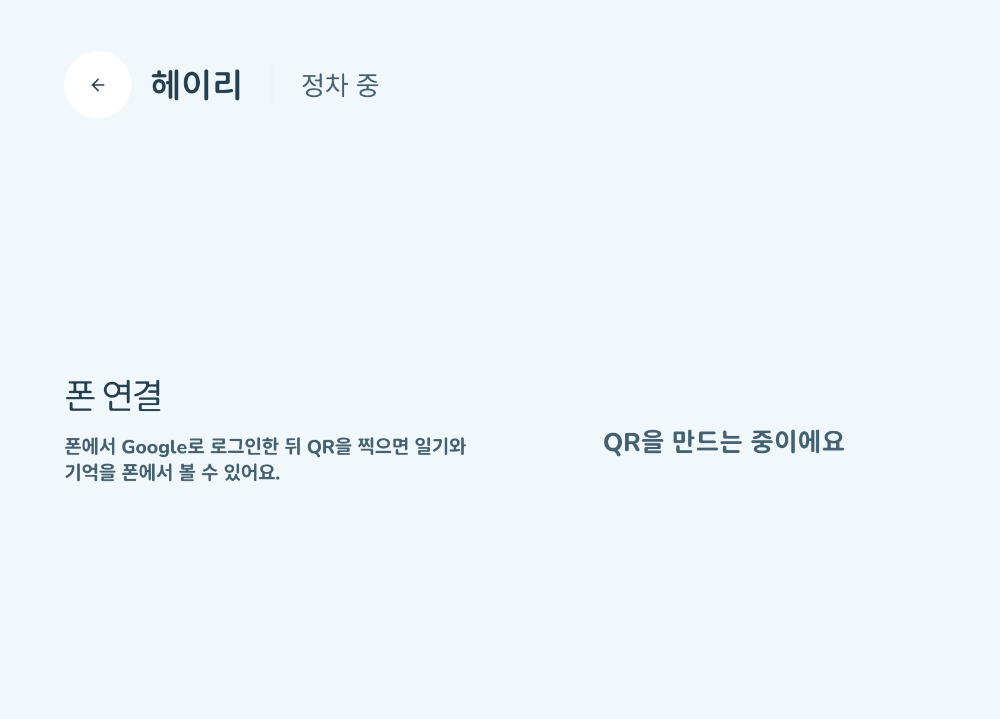 헤이리
정차 중
폰 연결
폰에서 Google로 로그인한 뒤 QR을 찍으면 일기와
기억을 폰에서 볼 수 있어요.
QR을 만드는 중이에요